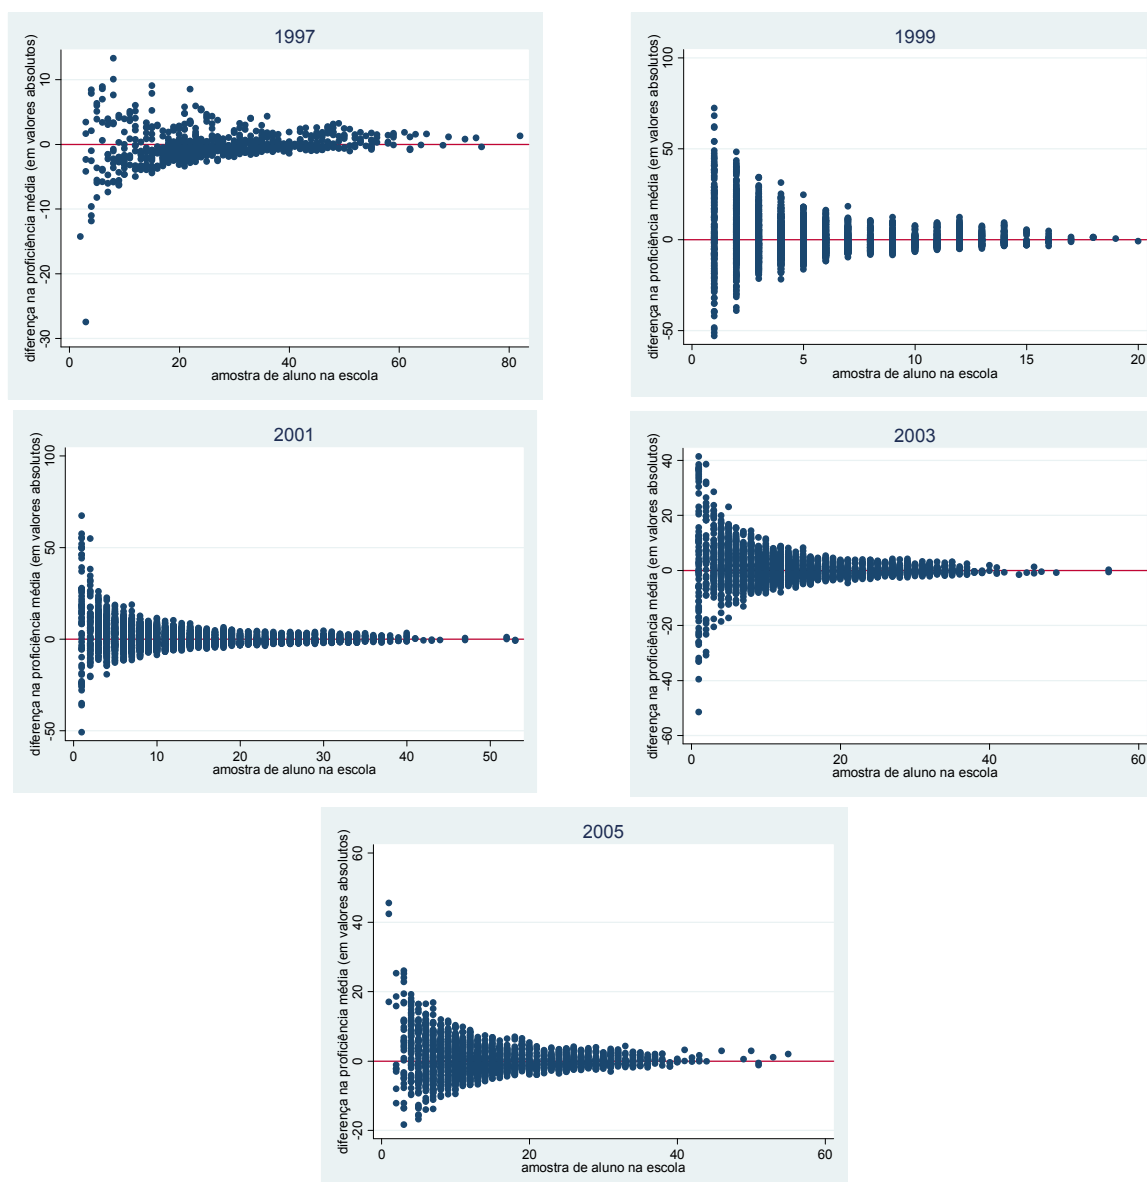 1997
diferença na proficiência média (em valores absolutos)
10
0
-10
-20
-30
0 20 40 60 80
amostra de aluno na escola
1999
diferença na proficiência média (em valores absolutos)
100
50
0
-50
0 5 10 15 20
amostra de aluno na escola
2001
diferença na proficiência média (em valores absolutos)
100
50
0
-50
0 10 20 30 40 50
amostra de aluno na escola
2003
diferença na proficiência média (em valores absolutos)
40
20
0
-20
-40
-60
0 20 40 60
amostra de aluno na escola
2005
diferença na proficiência média (em valores absolutos)
60
40
20
0
-20
0 20 40 60
amostra de aluno na escola